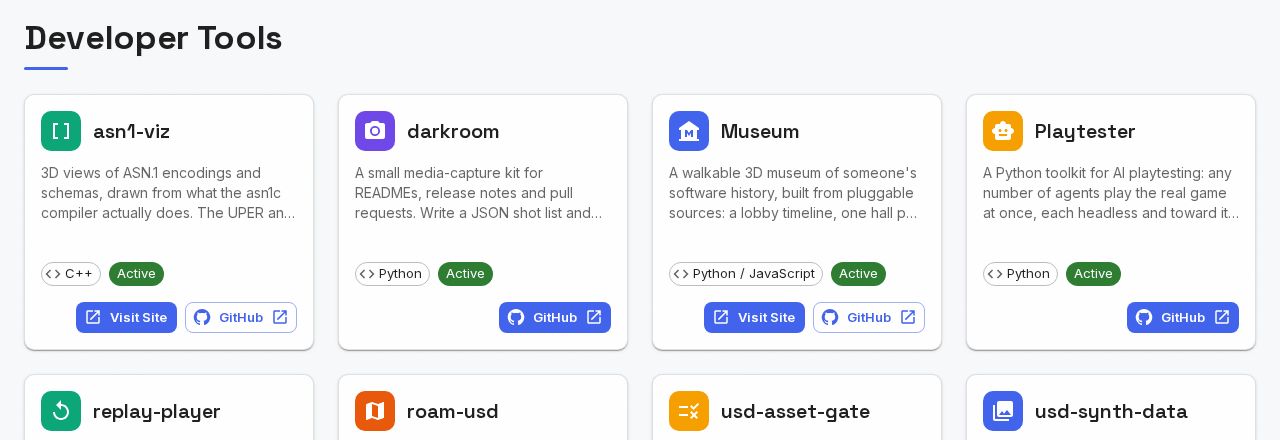 Developer Tools
asn1-viz
3D views of ASN.1 encodings and
schemas, drawn from what the asn1c
compiler actually does. The UPER an...
C++
Active
Visit Site
GitHub
darkroom
A small media-capture kit for
READMEs, release notes and pull
requests. Write a JSON shot list and...
Python
Active
GitHub
Museum
A walkable 3D museum of someone's
software history, built from pluggable
sources: a lobby timeline, one hall p...
Python / JavaScript
Active
Visit Site
GitHub
Playtester
A Python toolkit for AI playtesting: any
number of agents play the real game
at once, each headless and toward it...
Python
Active
GitHub
replay-player
roam-usd
usd-asset-gate
usd-synth-data